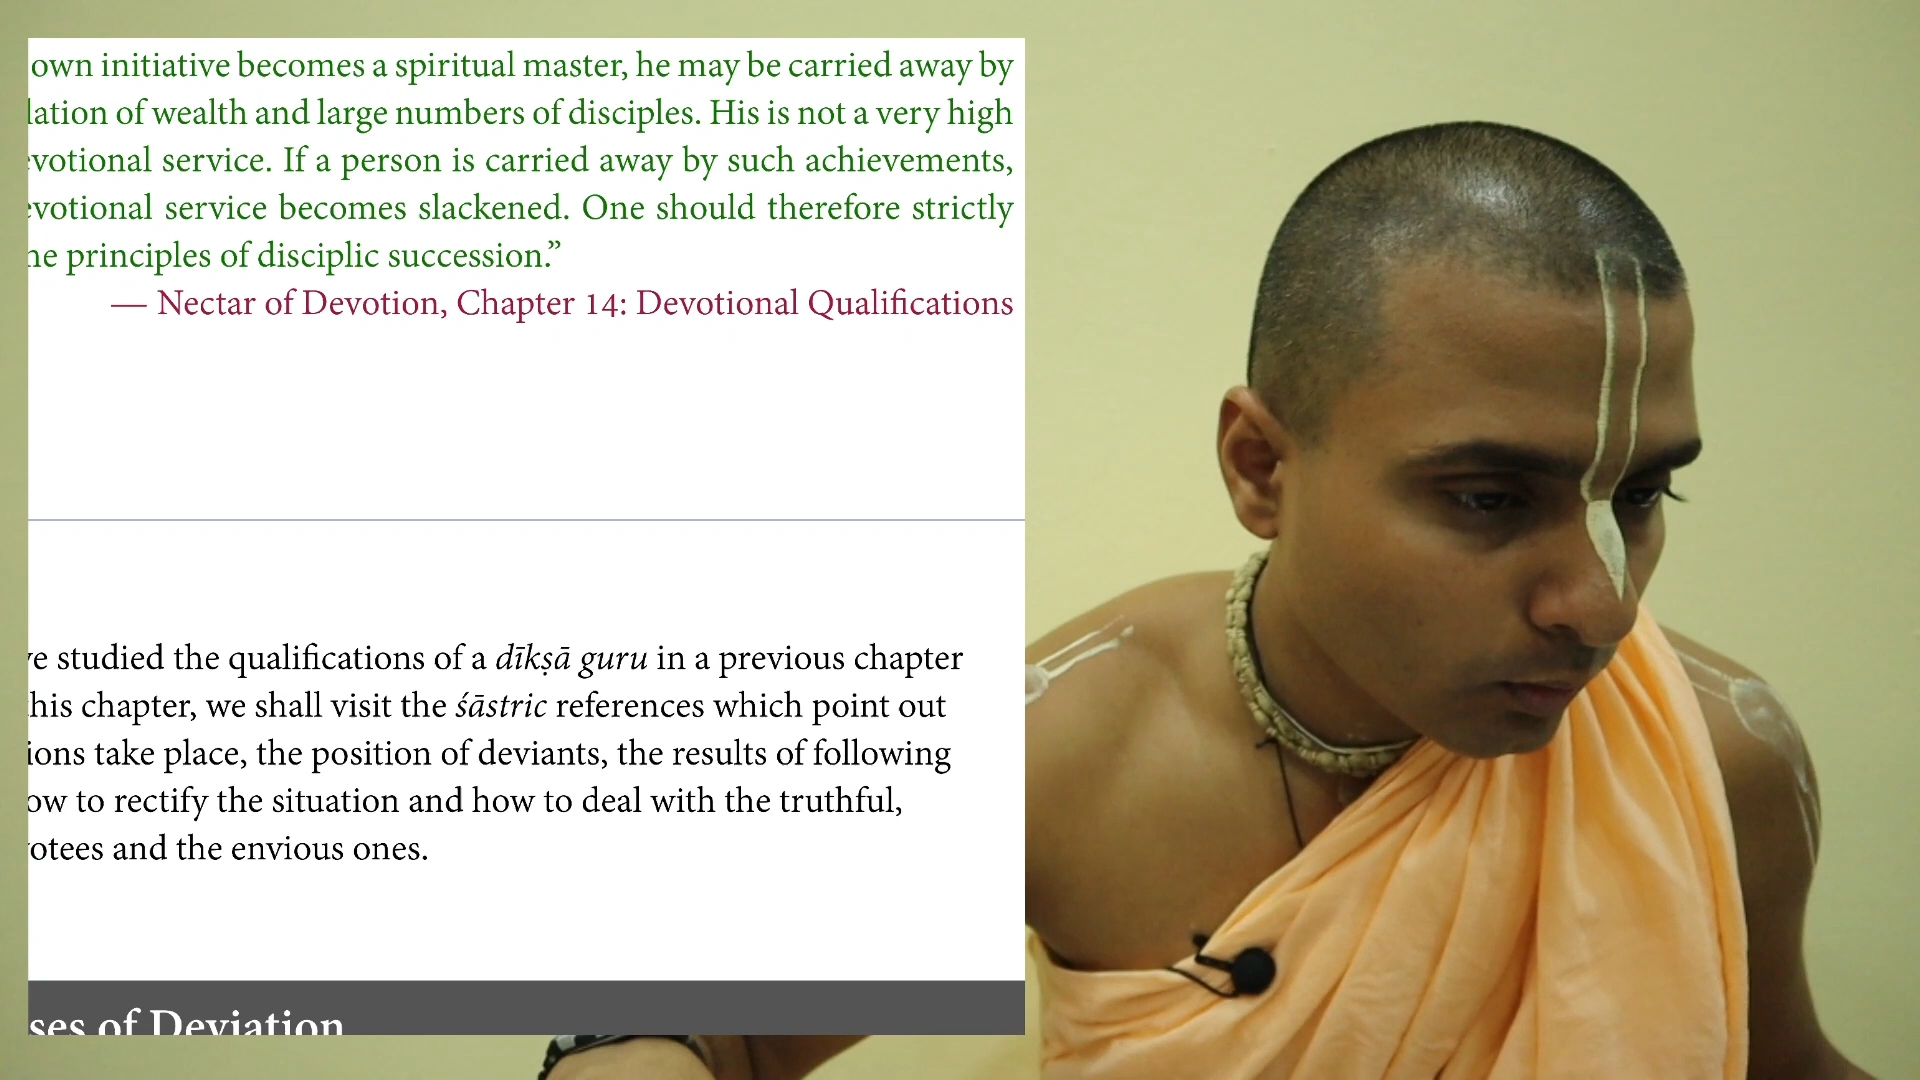 own initiative becomes a spiritual master, he may be carried away by
lation of wealth and large numbers of disciples. His is not a very high
evotional service. If a person is carried away by such achievements,
evotional service becomes slackened. One should therefore strictly
he principles of disciplic succession.”
— Nectar of Devotion, Chapter 14: Devotional Qualifications
ve studied the qualifications of a dīkṣā guru in a previous chapter
this chapter, we shall visit the śāstric references which point out
ions take place, the position of deviants, the results of following
ow to rectify the situation and how to deal with the truthful,
votees and the envious ones.
ses of Deviation